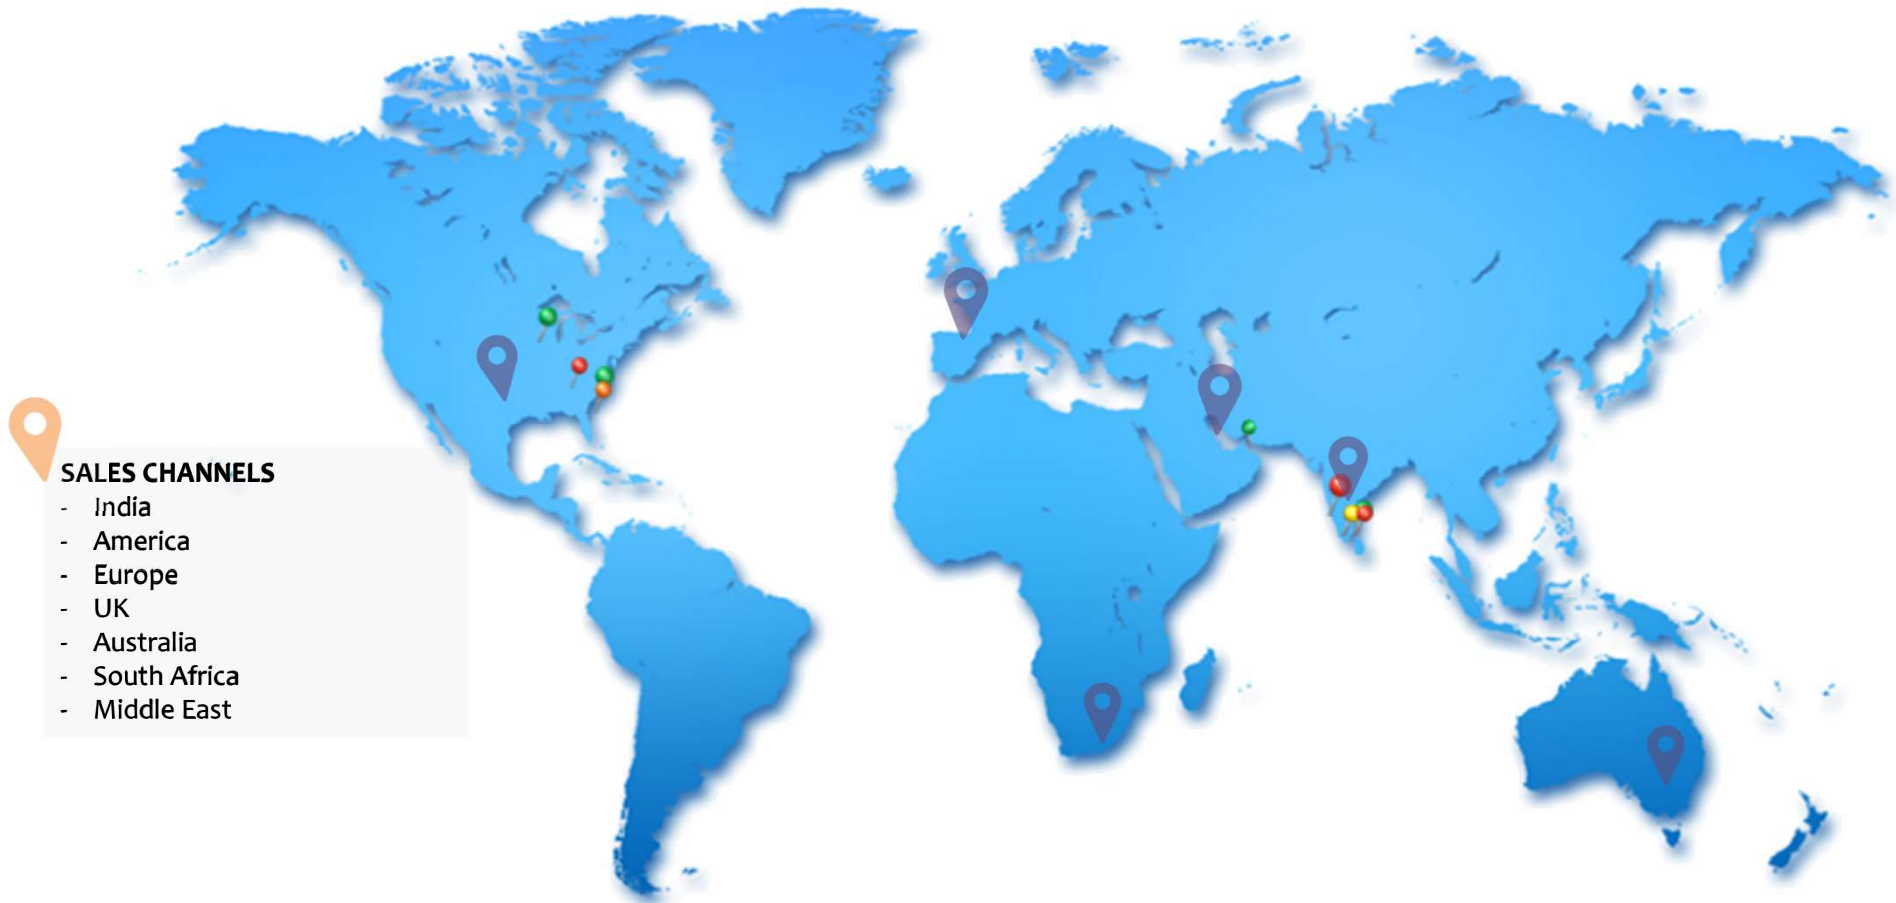 SALES CHANNELS
- India
- America
- Europe
- UK
- Australia
- South Africa
- Middle East